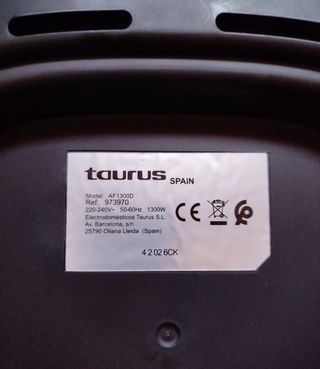 taurus SPAIN
Model: AF1300D
Ref: 973970
220-240V~ 50-60Hz 1300W
Electrodomésticos Taurus S.L.
Av. Barcelona, s/n
25790 Oliana Lleida (Spain)
CE
4 2 02 6CK